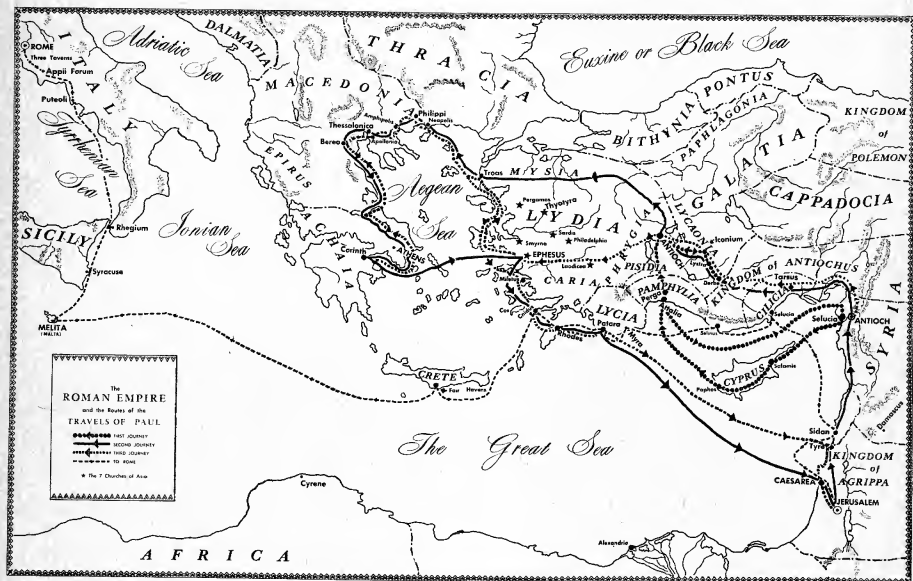 ROME
Three Taverns
Appii Forum
Puteoli
ITALY
Adriatic
Sea
DALMATIA
Tyrrhenian
Sea
SICILY
Rhegium
Syracuse
MELITA
(MALTA)
Ionian
Sea
THRACIA
MACEDONIA
Amphipolis
Philippi
Neapolis
Thessalonica
Apollonia
Berea
EPIRUS
ACHAIA
Corinth
ATHENS
Aegean
Sea
Euxine or Black Sea
BITHYNIA
PONTUS
PAPHLAGONIA
KINGDOM
of
POLEMON
GALATIA
CAPPADOCIA
Troas
MYSIA
Pergamos
Thyatyra
LYDIA
Sardis
Smyrna
Philadelphia
EPHESUS
Laodicea
Miletus
CARIA
PHRYGIA
LYCAO
Iconium
Lystra
Derbe
PISIDIA
KINGDOM of ANTIOCHUS
Tarsus
CILICIA
Selucia
PAMPHYLIA
Perga
LYCIA
Patara
Myra
Cos
Rhodes
Selucia
ANTIOCH
SYRIA
CYPRUS
Salamis
Paphos
CRETE
Fair Havens
Damascus
Sidon
Tyre
KINGDOM
of
AGRIPPA
CAESAREA
JERUSALEM
The Great Sea
Cyrene
Alexandria
AFRICA
The
ROMAN EMPIRE
and the Routes of the
TRAVELS OF PAUL
FIRST JOURNEY
SECOND JOURNEY
THIRD JOURNEY
TO ROME
★ The 7 Churches of Asia